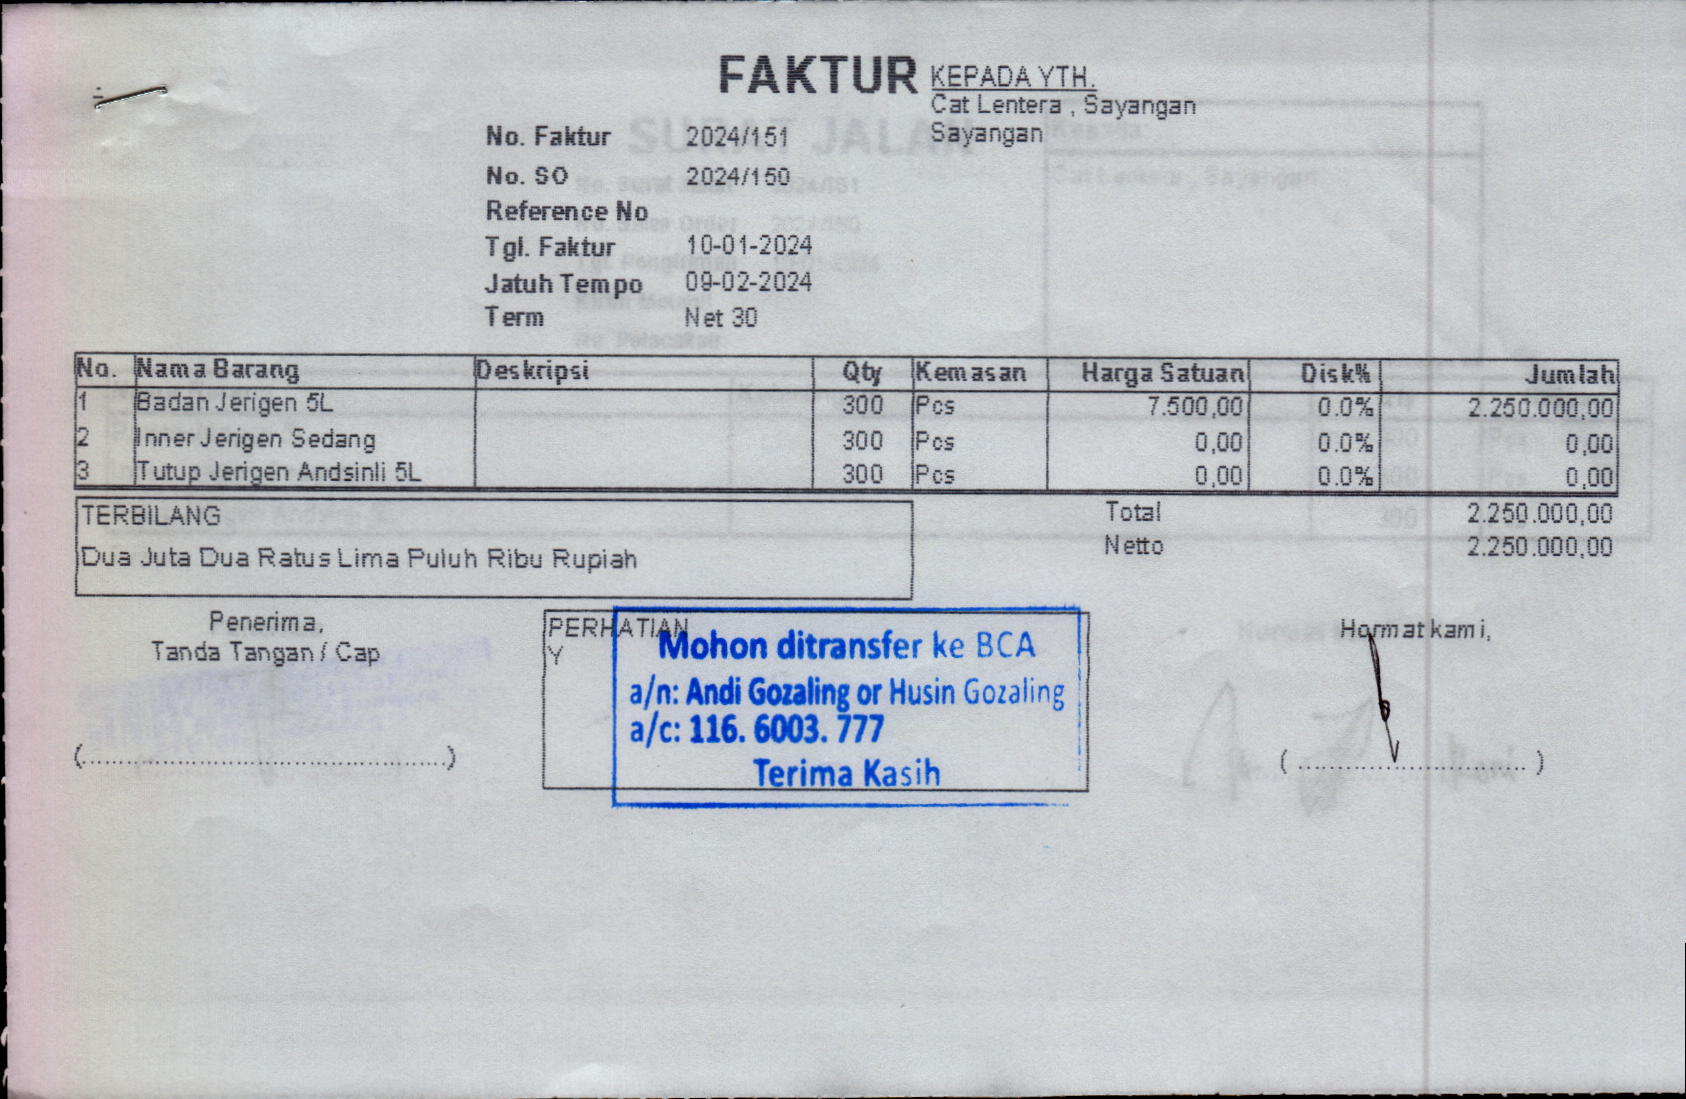 FAKTUR
KEPADA YTH.
Cat Lentera , Sayangan
Sayangan
No. Faktur 2024/151
No. SO 2024/150
Reference No
Tgl. Faktur 10-01-2024
Jatuh Tempo 09-02-2024
Term Net 30
No. Nama Barang Deskripsi Qty Kemasan Harga Satuan Disk% Jumlah
1 Badan Jerigen 5L 300 Pcs 7.500,00 0.0% 2.250.000,00
2 Inner Jerigen Sedang 300 Pcs 0,00 0.0% 0,00
3 Tutup Jerigen Andsinli 5L 300 Pcs 0,00 0.0% 0,00
TERBILANG
Dua Juta Dua Ratus Lima Puluh Ribu Rupiah
Total 2.250.000,00
Netto 2.250.000,00
Penerima,
Tanda Tangan / Cap
(............................................)
PERHATIAN
Y
Mohon ditransfer ke BCA
a/n: Andi Gozaling or Husin Gozaling
a/c: 116. 6003. 777
Terima Kasih
Hormat kami,
(............................)
SURAT JALAN